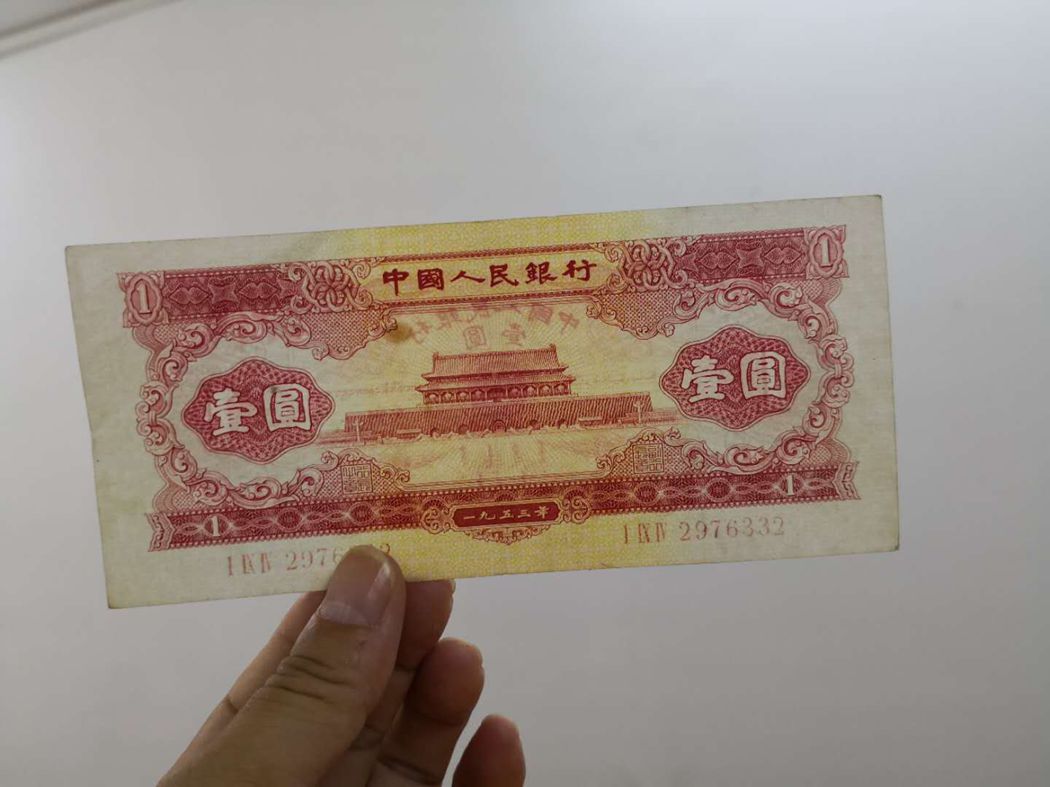 1 1
中國人民銀行
壹圓
壹圓
1 1
一九五三年
2976332